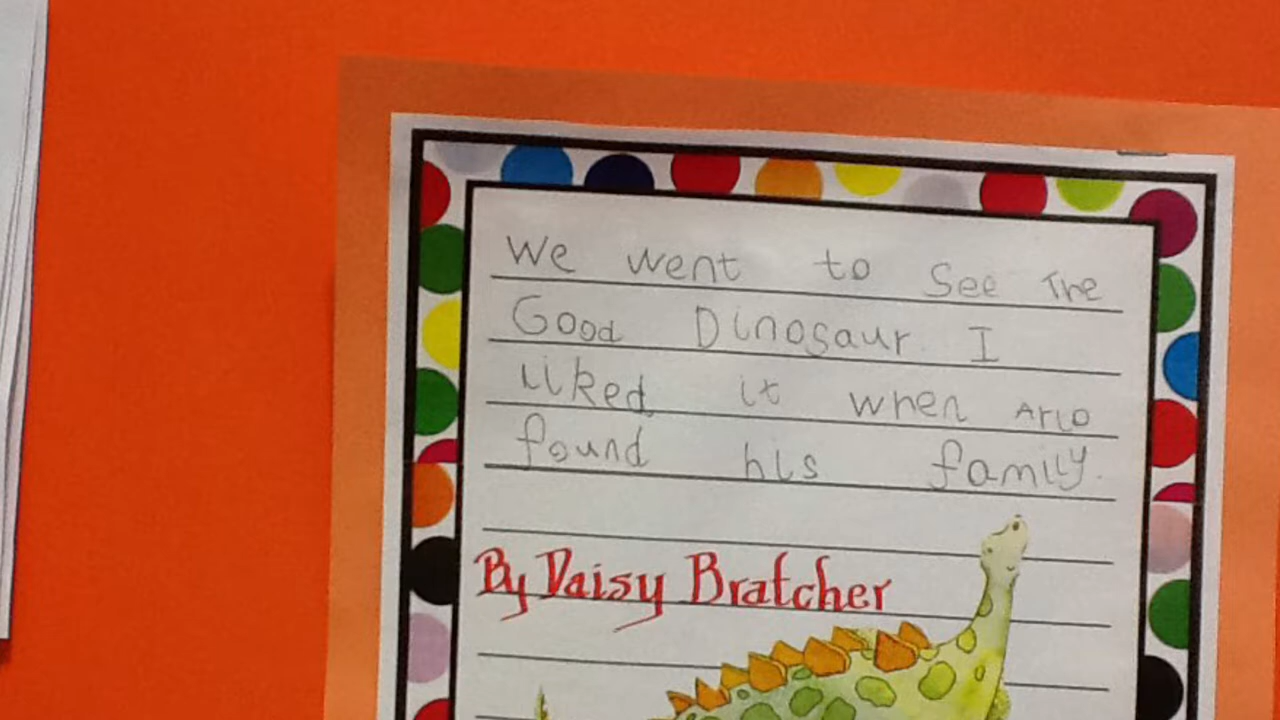 We went to See The
Good Dinosaur. I
liked it when Arlo
found his family.
By Daisy Bratcher